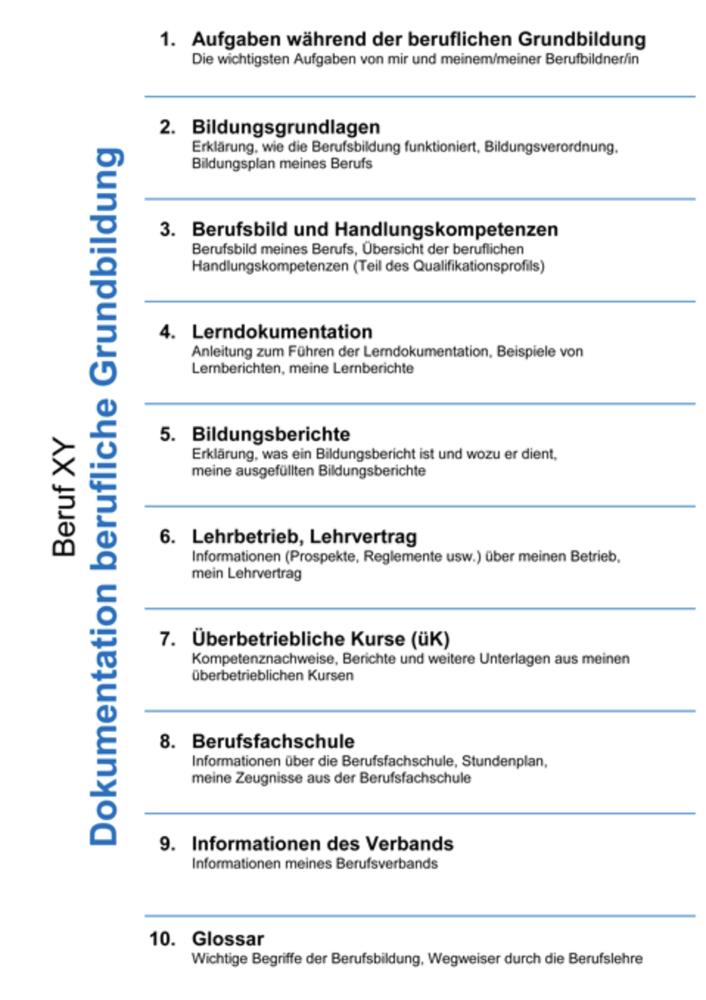 Beruf XY
Dokumentation berufliche Grundbildung
1. Aufgaben während der beruflichen Grundbildung
Die wichtigsten Aufgaben von mir und meinem/meiner Berufbildner/in
2. Bildungsgrundlagen
Erklärung, wie die Berufsbildung funktioniert, Bildungsverordnung,
Bildungsplan meines Berufs
3. Berufsbild und Handlungskompetenzen
Berufsbild meines Berufs, Übersicht der beruflichen
Handlungskompetenzen (Teil des Qualifikationsprofils)
4. Lerndokumentation
Anleitung zum Führen der Lerndokumentation, Beispiele von
Lernberichten, meine Lernberichte
5. Bildungsberichte
Erklärung, was ein Bildungsbericht ist und wozu er dient,
meine ausgefüllten Bildungsberichte
6. Lehrbetrieb, Lehrvertrag
Informationen (Prospekte, Reglemente usw.) über meinen Betrieb,
mein Lehrvertrag
7. Überbetriebliche Kurse (üK)
Kompetenznachweise, Berichte und weitere Unterlagen aus meinen
überbetrieblichen Kursen
8. Berufsfachschule
Informationen über die Berufsfachschule, Stundenplan,
meine Zeugnisse aus der Berufsfachschule
9. Informationen des Verbands
Informationen meines Berufsverbands
10. Glossar
Wichtige Begriffe der Berufsbildung, Wegweiser durch die Berufslehre